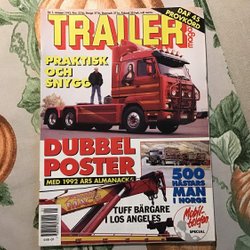 TRAILER
DAF 45
PROVKÖRD
PRAKTISK
OCH
SNYGG
DUBBEL
POSTER
MED 1992 ÅRS ALMANACKA
500
HÄSTARS
MAN
I NORGE
TUFF BÄRGARE
I LOS ANGELES
SPECIAL